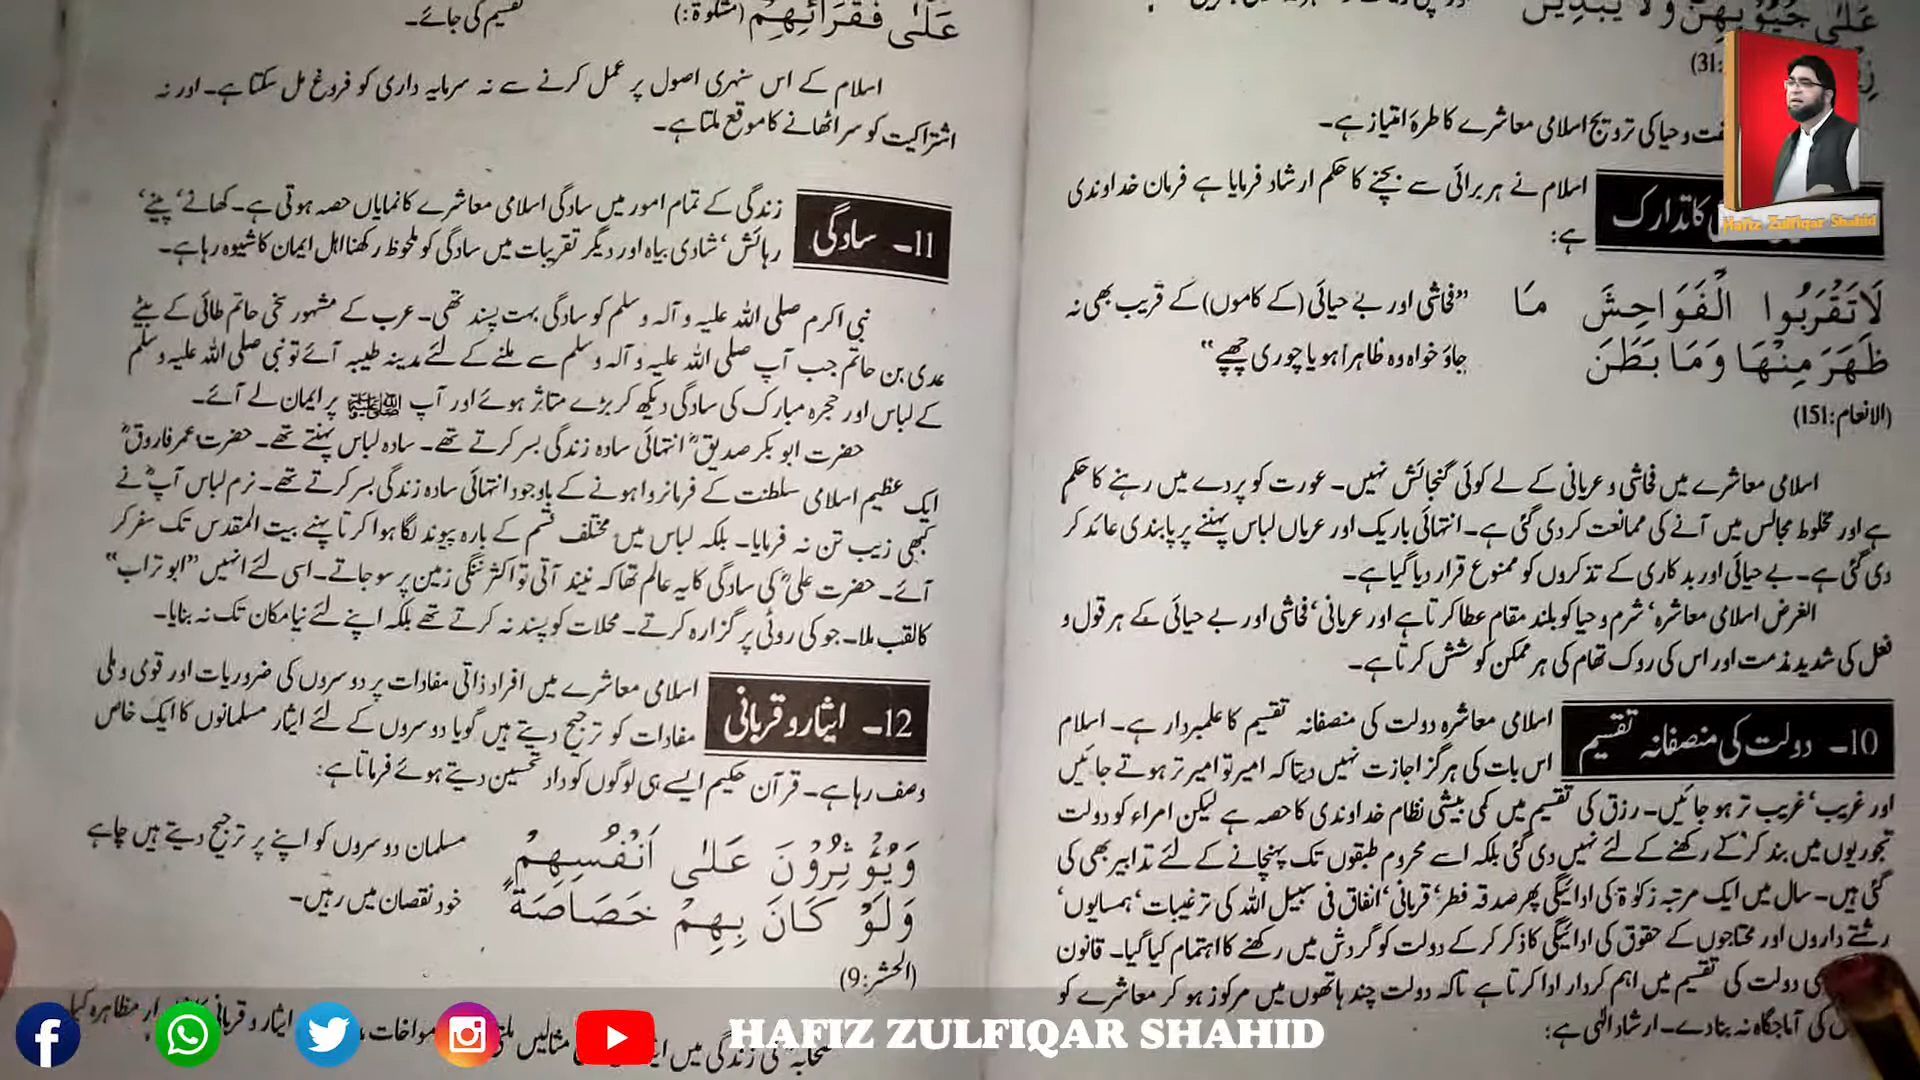 عَلٰى جُيُوْبِهِنَّ وَلَا يُبْدِيْنَ
31:)
وحیا کی ترویج اسلامی معاشرے کا طرۂ امتیاز ہے۔
کا تدارک
اسلام نے ہر برائی سے بچنے کا حکم ارشاد فرمایا ہے فرمان خداوندی
ہے:
لَا تَقْرَبُوا الْفَوَاحِشَ مَا
ظَهَرَ مِنْهَا وَمَا بَطَنَ
(الانعام:151)
"فحاشی اور بے حیائی (کے کاموں) کے قریب بھی نہ
جاؤ خواہ وہ ظاہراً ہو یا چوری چھپے"
اسلامی معاشرے میں فحاشی و عریانی کے لے کوئی گنجائش نہیں۔ عورت کو پردے میں رہنے کا حکم
ہے اور مخلوط مجالس میں آنے کی ممانعت کر دی گئی ہے۔ انتہائی باریک اور عریاں لباس پہننے پر پابندی عائد کر
دی گئی ہے۔ بے حیائی اور بدکاری کے تذکروں کو ممنوع قرار دیا گیا ہے۔
الغرض اسلامی معاشرہ، شرم و حیا کو بلند مقام عطا کرتا ہے اور عریانی، فحاشی اور بے حیائی کے ہر قول و
فعل کی شدید مذمت اور اس کی روک تھام کی ہر ممکن کوشش کرتا ہے۔
10۔ دولت کی منصفانہ تقسیم
اسلامی معاشرہ دولت کی منصفانہ تقسیم کا علمبردار ہے۔ اسلام
اس بات کی ہرگز اجازت نہیں دیتا کہ امیر تو امیر تر ہوتے جائیں
اور غریب، غریب تر ہو جائیں۔ رزق کی تقسیم میں کمی بیشی نظام خداوندی کا حصہ ہے لیکن امراء کو دولت
تجوریوں میں بند کر کے رکھنے کے لئے نہیں دی گئی بلکہ اسے محروم طبقوں تک پہنچانے کے لئے تدابیر بھی کی
گئی ہیں۔ سال میں ایک مرتبہ زکوٰۃ کی ادائیگی پھر صدقہ فطر، قربانی، انفاق فی سبیل اللہ کی ترغیبات، ہمسایوں،
رشتے داروں اور محتاجوں کے حقوق کی ادائیگی کا ذکر کر کے دولت کو گردش میں رکھنے کا اہتمام کیا گیا۔ قانون
دولت کی تقسیم میں اہم کردار ادا کرتا ہے تاکہ دولت چند ہاتھوں میں مرکوز ہو کر معاشرے کو
کی آماجگاہ نہ بنا دے۔ ارشاد الٰہی ہے:
عَلٰى فُقَرَائِهِمْ (مشکوٰۃ:)
تقسیم کی جائے۔
اسلام کے اس سنہری اصول پر عمل کرنے سے نہ سرمایہ داری کو فروغ مل سکتا ہے۔ اور نہ
اشتراکیت کو سر اٹھانے کا موقع ملتا ہے۔
11۔ سادگی
زندگی کے تمام امور میں سادگی اسلامی معاشرے کا نمایاں حصہ ہوتی ہے۔ کھانے، پینے،
رہائش، شادی بیاہ اور دیگر تقریبات میں سادگی کو ملحوظ رکھنا اہل ایمان کا شیوہ رہا ہے۔
نبی اکرم صلی اللہ علیہ و آلہ وسلم کو سادگی بہت پسند تھی۔ عرب کے مشہور سخی حاتم طائی کے بیٹے
عدی بن حاتم جب آپ صلی اللہ علیہ و آلہ وسلم سے ملنے کے لئے مدینہ طیبہ آئے تو نبی صلی اللہ علیہ وسلم
کے لباس اور حجرہ مبارک کی سادگی دیکھ کر بڑے متاثر ہوئے اور آپ ﷺ پر ایمان لے آئے۔
حضرت ابو بکر صدیقؓ انتہائی سادہ زندگی بسر کرتے تھے۔ سادہ لباس پہنتے تھے۔ حضرت عمر فاروقؓ
ایک عظیم اسلامی سلطنت کے فرمانروا ہونے کے باوجود انتہائی سادہ زندگی بسر کرتے تھے۔ نرم لباس آپؓ نے
کبھی زیب تن نہ فرمایا۔ بلکہ لباس میں مختلف قسم کے بارہ پیوند لگا ہوا کرتا پہنے بیت المقدس تک سفر کر
آئے۔ حضرت علیؓ کی سادگی کا یہ عالم تھا کہ نیند آتی تو اکثر ننگی زمین پر سو جاتے۔ اسی لئے انہیں "ابو تراب"
کا لقب ملا۔ جو کی روٹی پر گزارہ کرتے۔ محلات کو پسند نہ کرتے تھے بلکہ اپنے لئے نیا مکان تک نہ بنایا۔
12۔ ایثار و قربانی
اسلامی معاشرے میں افراد ذاتی مفادات پر دوسروں کی ضروریات اور قومی و ملی
مفادات کو ترجیح دیتے ہیں گویا دوسروں کے لئے ایثار مسلمانوں کا ایک خاص
وصف رہا ہے۔ قرآن حکیم ایسے ہی لوگوں کو داد تحسین دیتے ہوئے فرماتا ہے:
وَيُؤْثِرُوْنَ عَلٰى اَنْفُسِهِمْ
وَلَوْ كَانَ بِهِمْ خَصَاصَةٌ
(الحشر:9)
مسلمان دوسروں کو اپنے پر ترجیح دیتے ہیں چاہے
خود نقصان میں رہیں۔
صحابہؓ کی زندگی میں مثالیں مواخات ایثار و قربانی مظاہرہ کیا
Hafiz Zulfiqar Shahid
HAFIZ ZULFIQAR SHAHID